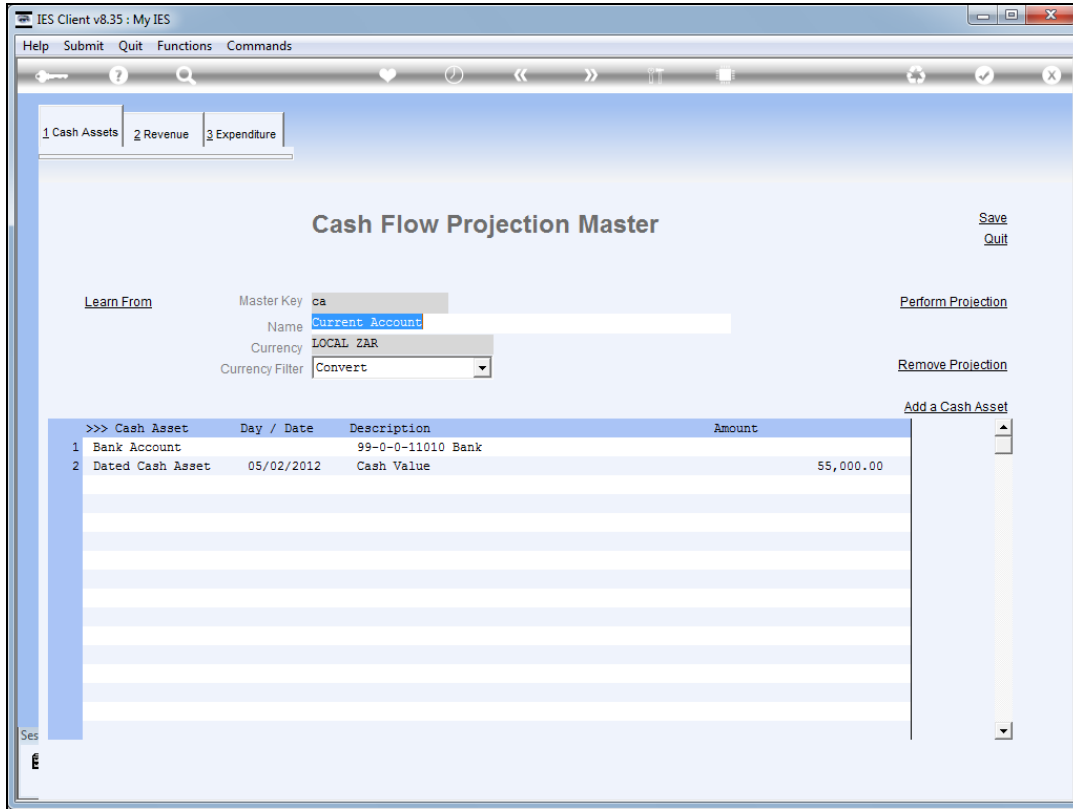 IES Client v8.35 : My IES
Help Submit Quit Functions Commands
1 Cash Assets 2 Revenue 3 Expenditure
Cash Flow Projection Master
Save
Quit
Learn From Master Key ca Perform Projection
Name Current Account
Currency LOCAL ZAR
Currency Filter Convert Remove Projection
Add a Cash Asset
>>> Cash Asset Day / Date Description Amount
1 Bank Account 99-0-0-11010 Bank
2 Dated Cash Asset 05/02/2012 Cash Value 55,000.00
Ses